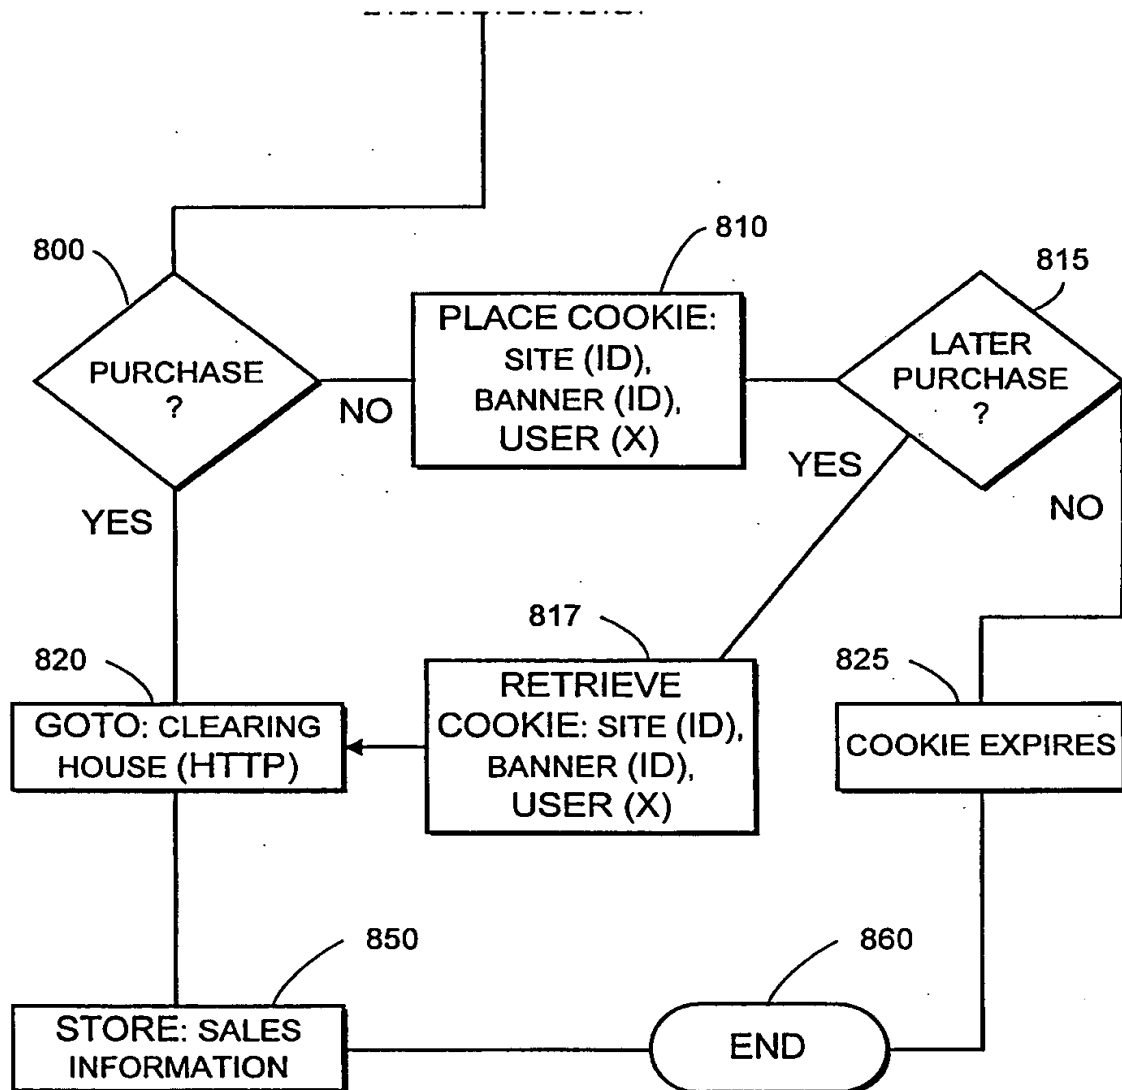 800
PURCHASE
?
NO
YES
810
PLACE COOKIE:
SITE (ID),
BANNER (ID),
USER (X)
815
LATER
PURCHASE
?
YES
NO
817
RETRIEVE
COOKIE: SITE (ID),
BANNER (ID),
USER (X)
820
GOTO: CLEARING
HOUSE (HTTP)
825
COOKIE EXPIRES
850
STORE: SALES
INFORMATION
860
END